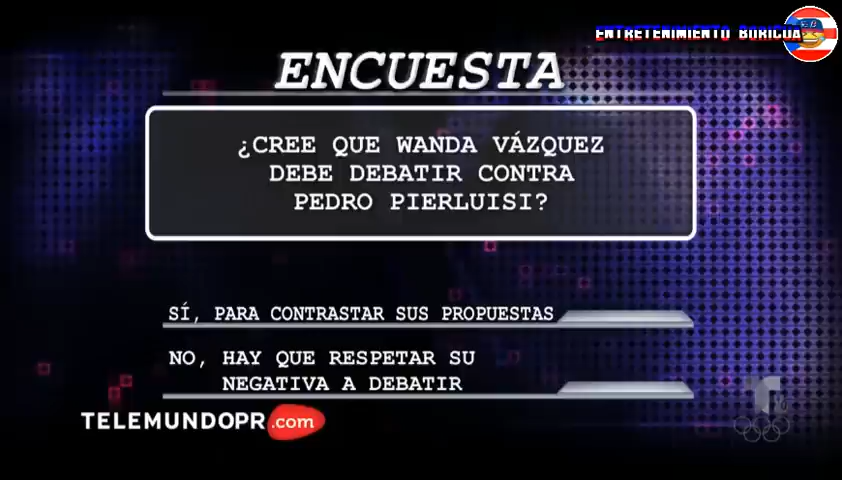 ENTRETENIMIENTO BORICUA
ENCUESTA
¿CREE QUE WANDA VÁZQUEZ
DEBE DEBATIR CONTRA
PEDRO PIERLUISI?
SÍ, PARA CONTRASTAR SUS PROPUESTAS
NO, HAY QUE RESPETAR SU
NEGATIVA A DEBATIR
TELEMUNDOPR.com